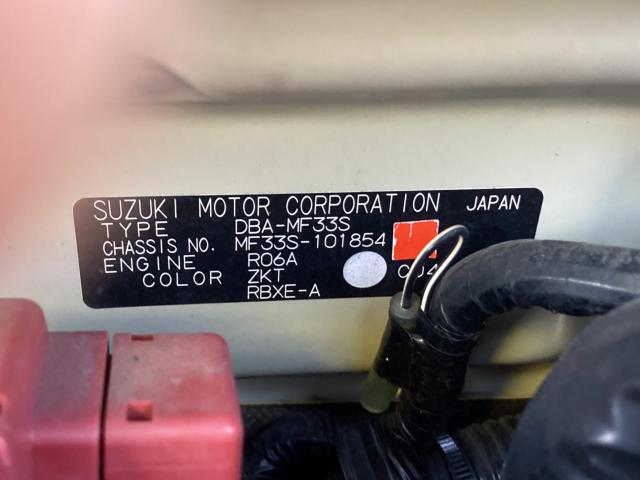 SUZUKI MOTOR CORPORATION JAPAN
TYPE DBA-MF33S
CHASSIS NO. MF33S-101854
ENGINE R06A
COLOR ZKT
RBXE-A